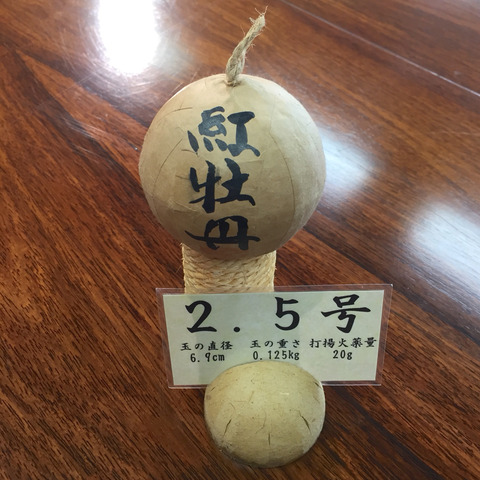 紅牡丹
2.5号
玉の直径 玉の重さ 打揚火薬量
6.9cm 0.125kg 20g